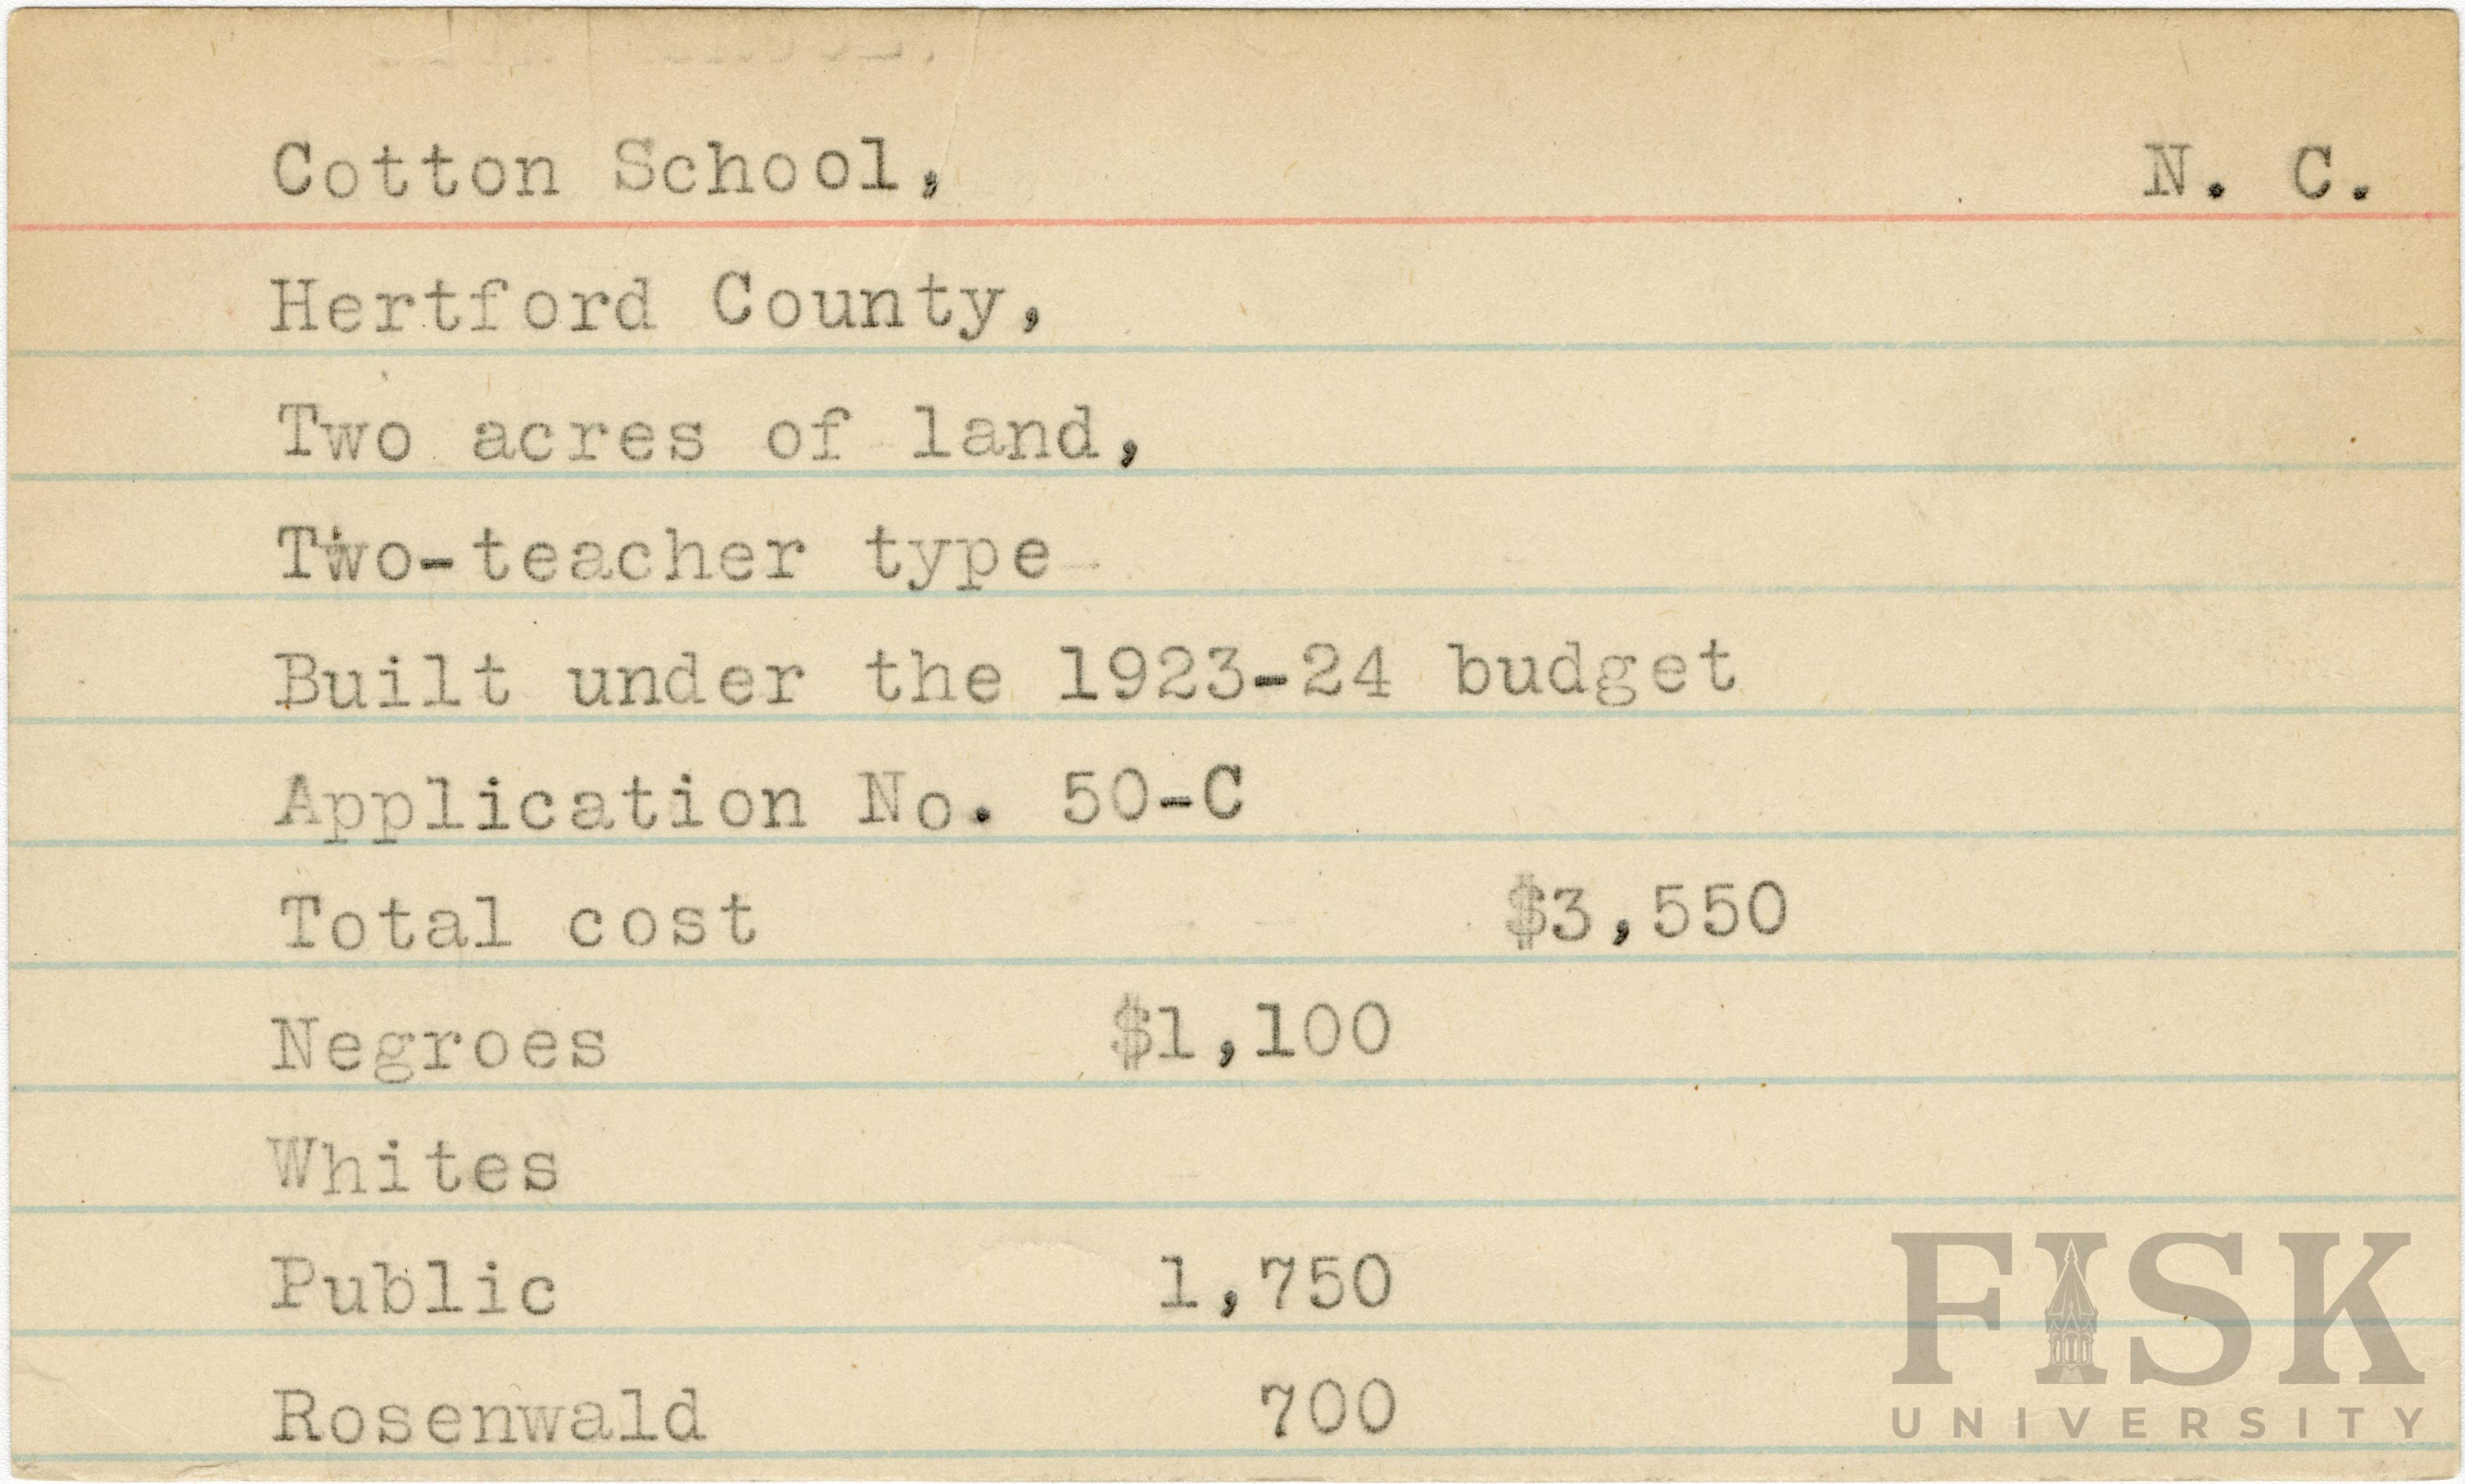 Cotton School, N. C.
Hertford County,
Two acres of land,
Two-teacher type
Built under the 1923-24 budget
Application No. 50-C
Total cost $3,550
Negroes $1,100
Whites
Public 1,750
Rosenwald 700
FISK
UNIVERSITY